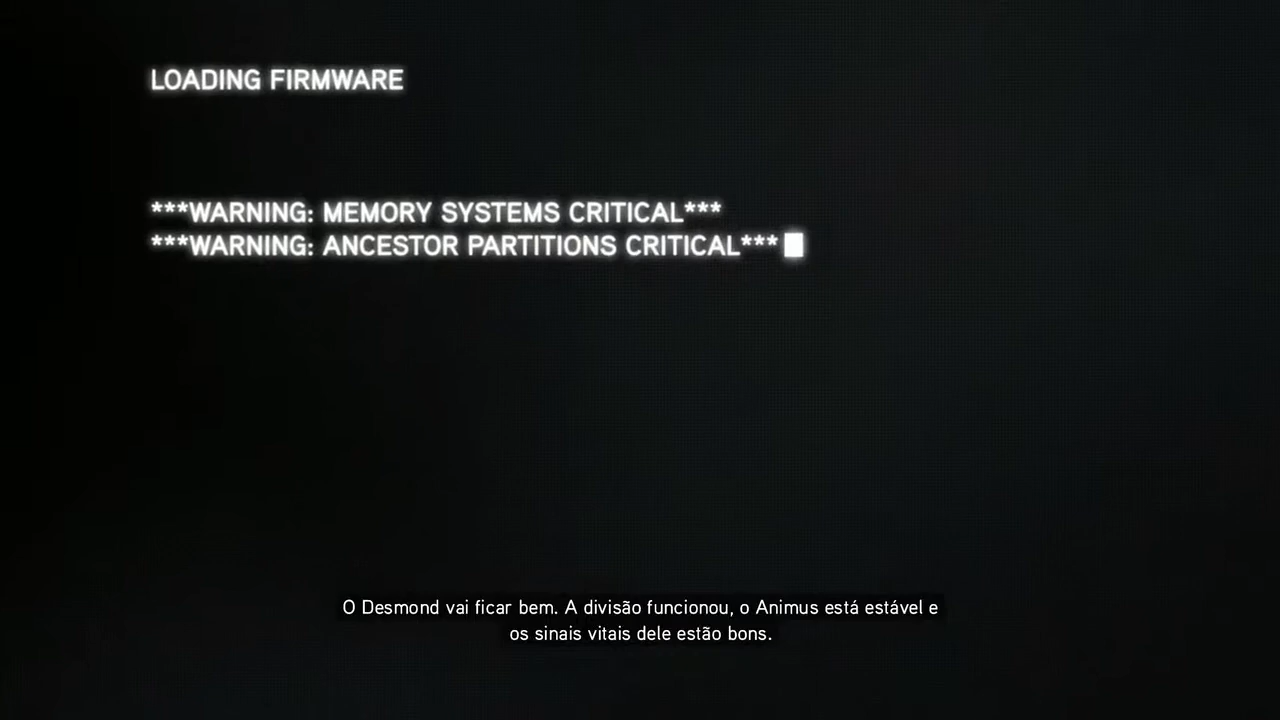 LOADING FIRMWARE
***WARNING: MEMORY SYSTEMS CRITICAL***
***WARNING: ANCESTOR PARTITIONS CRITICAL***
O Desmond vai ficar bem. A divisão funcionou, o Animus está estável e
os sinais vitais dele estão bons.